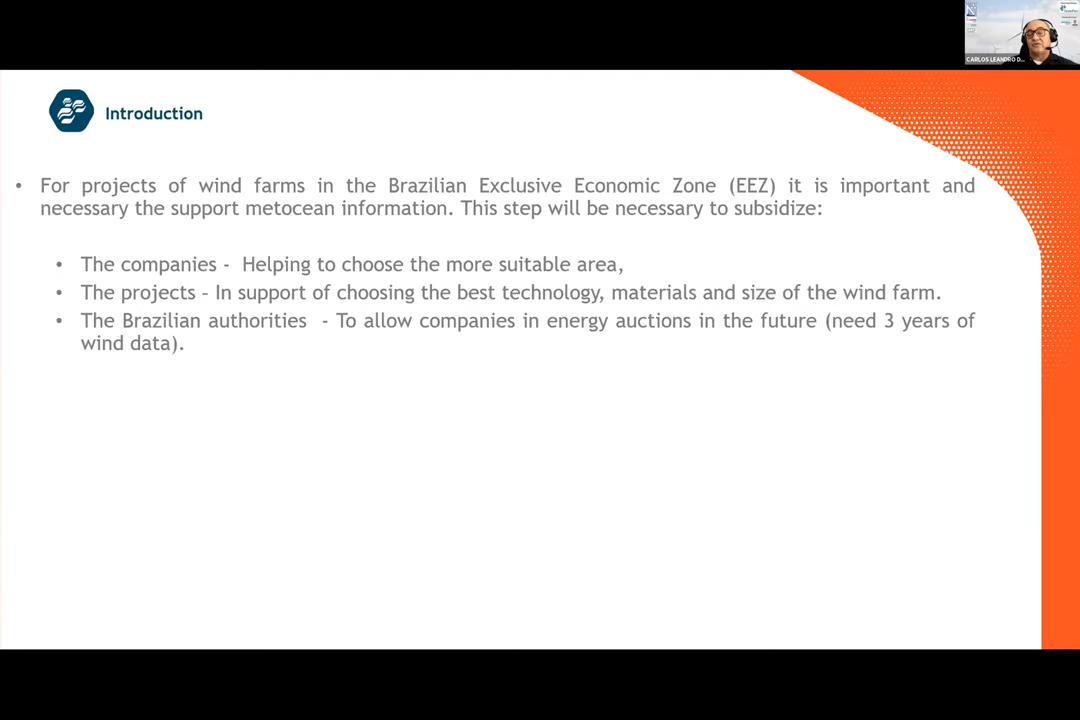 CARLOS LEANDRO D...
Introduction
• For projects of wind farms in the Brazilian Exclusive Economic Zone (EEZ) it is important and
necessary the support metocean information. This step will be necessary to subsidize:
• The companies -  Helping to choose the more suitable area,
• The projects – In support of choosing the best technology, materials and size of the wind farm.
• The Brazilian authorities  - To allow companies in energy auctions in the future (need 3 years of
wind data).